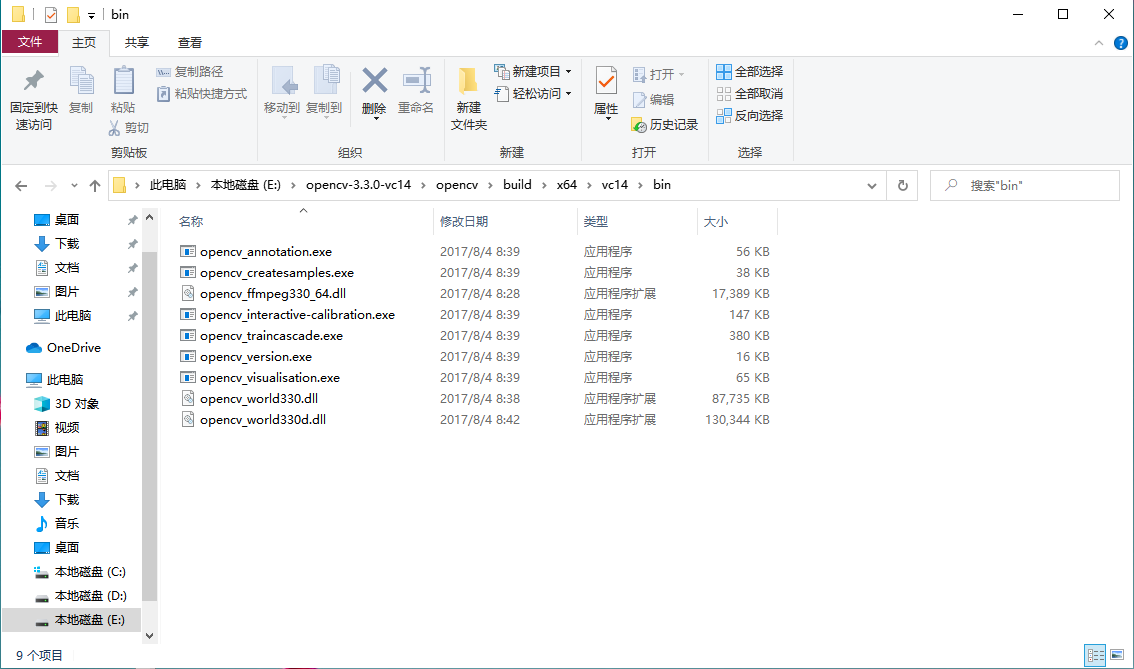 bin
文件 主页 共享 查看
固定到快速访问
复制
粘贴
复制路径
粘贴快捷方式
剪切
剪贴板
移动到 复制到 删除 重命名
组织
新建文件夹
新建项目
轻松访问
新建
属性
打开
编辑
历史记录
打开
全部选择
全部取消
反向选择
选择
此电脑 本地磁盘 (E:) opencv-3.3.0-vc14 opencv build x64 vc14 bin
搜索"bin"
桌面
下载
文档
图片
此电脑
OneDrive
此电脑
3D 对象
视频
图片
文档
下载
音乐
桌面
本地磁盘 (C:)
本地磁盘 (D:)
本地磁盘 (E:)
名称 修改日期 类型 大小
opencv_annotation.exe 2017/8/4 8:39 应用程序 56 KB
opencv_createsamples.exe 2017/8/4 8:39 应用程序 38 KB
opencv_ffmpeg330_64.dll 2017/8/4 8:28 应用程序扩展 17,389 KB
opencv_interactive-calibration.exe 2017/8/4 8:39 应用程序 147 KB
opencv_traincascade.exe 2017/8/4 8:39 应用程序 380 KB
opencv_version.exe 2017/8/4 8:39 应用程序 16 KB
opencv_visualisation.exe 2017/8/4 8:39 应用程序 65 KB
opencv_world330.dll 2017/8/4 8:38 应用程序扩展 87,735 KB
opencv_world330d.dll 2017/8/4 8:42 应用程序扩展 130,344 KB
9 个项目